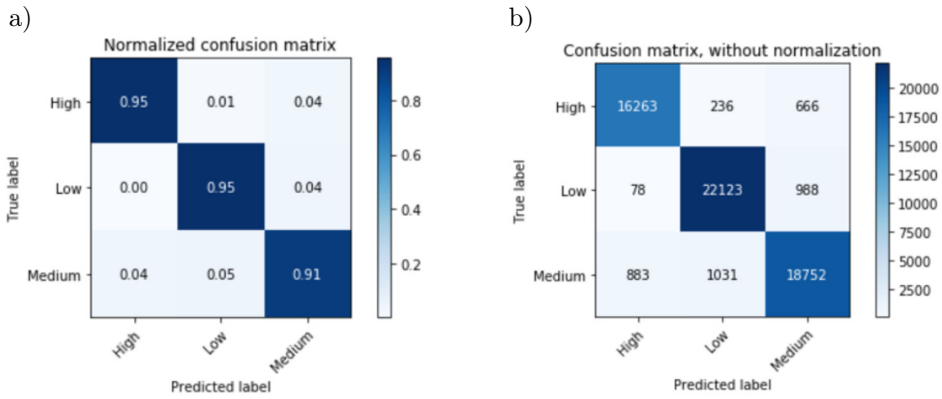 a)
Normalized confusion matrix
True label
High
Low
Medium
0.95 0.01 0.04
0.00 0.95 0.04
0.04 0.05 0.91
High Low Medium
Predicted label
0.8
0.6
0.4
0.2
b)
Confusion matrix, without normalization
True label
High
Low
Medium
16263 236 666
78 22123 988
883 1031 18752
High Low Medium
Predicted label
20000
17500
15000
12500
10000
7500
5000
2500